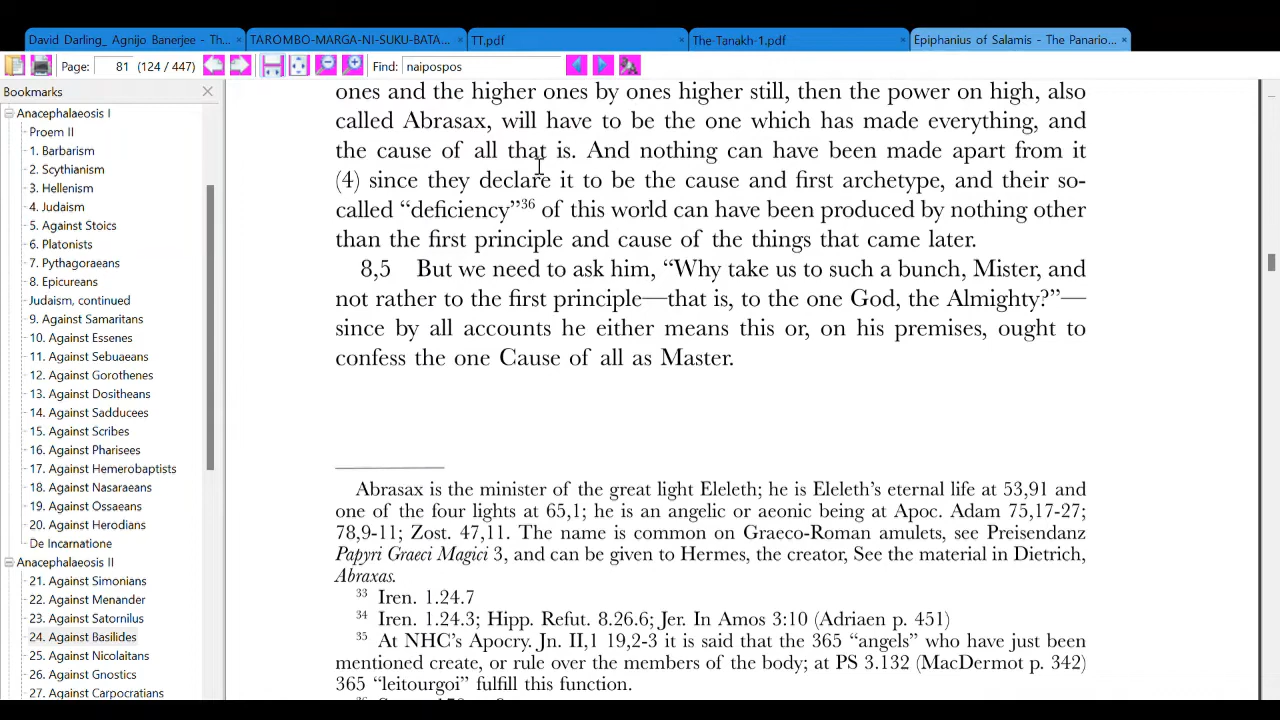 David Darling_ Agnijo Banerjee - Th...
TAROMBO-MARGA-NI-SUKU-BATA...
TT.pdf
The-Tanakh-1.pdf
Epiphanius of Salamis - The Panario...
Page: 81 (124 / 447) Find: naipospos
Bookmarks
Anacephalaeosis I
Proem II
1. Barbarism
2. Scythianism
3. Hellenism
4. Judaism
5. Against Stoics
6. Platonists
7. Pythagoraeans
8. Epicureans
Judaism, continued
9. Against Samaritans
10. Against Essenes
11. Against Sebuaeans
12. Against Gorothenes
13. Against Dositheans
14. Against Sadducees
15. Against Scribes
16. Against Pharisees
17. Against Hemerobaptists
18. Against Nasaraeans
19. Against Ossaeans
20. Against Herodians
De Incarnatione
Anacephalaeosis II
21. Against Simonians
22. Against Menander
23. Against Satornilus
24. Against Basilides
25. Against Nicolaitans
26. Against Gnostics
27. Against Carpocratians
ones and the higher ones by ones higher still, then the power on high, also
called Abrasax, will have to be the one which has made everything, and
the cause of all that is. And nothing can have been made apart from it
(4) since they declare it to be the cause and first archetype, and their so-
called “deficiency”36 of this world can have been produced by nothing other
than the first principle and cause of the things that came later.
8,5 But we need to ask him, “Why take us to such a bunch, Mister, and
not rather to the first principle—that is, to the one God, the Almighty?”—
since by all accounts he either means this or, on his premises, ought to
confess the one Cause of all as Master.
Abrasax is the minister of the great light Eleleth; he is Eleleth’s eternal life at 53,91 and
one of the four lights at 65,1; he is an angelic or aeonic being at Apoc. Adam 75,17-27;
78,9-11; Zost. 47,11. The name is common on Graeco-Roman amulets, see Preisendanz
Papyri Graeci Magici 3, and can be given to Hermes, the creator, See the material in Dietrich,
Abraxas.
33 Iren. 1.24.7
34 Iren. 1.24.3; Hipp. Refut. 8.26.6; Jer. In Amos 3:10 (Adriaen p. 451)
35 At NHC’s Apocry. Jn. II,1 19,2-3 it is said that the 365 “angels” who have just been
mentioned create, or rule over the members of the body; at PS 3.132 (MacDermot p. 342)
365 “leitourgoi” fulfill this function.